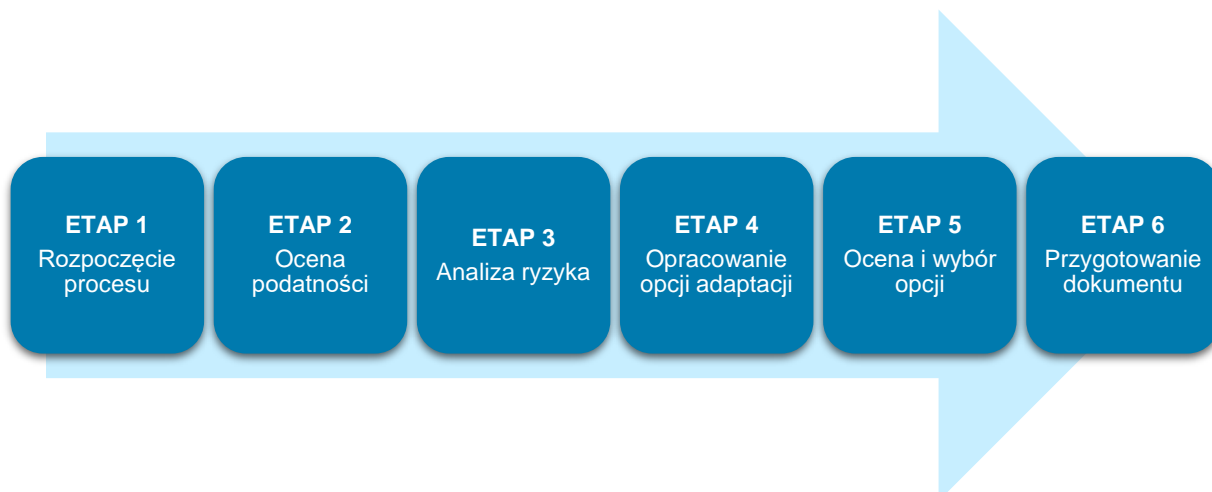 ETAP 1
Rozpoczęcie
procesu
ETAP 2
Ocena
podatności
ETAP 3
Analiza ryzyka
ETAP 4
Opracowanie
opcji adaptacji
ETAP 5
Ocena i wybór
opcji
ETAP 6
Przygotowanie
dokumentu